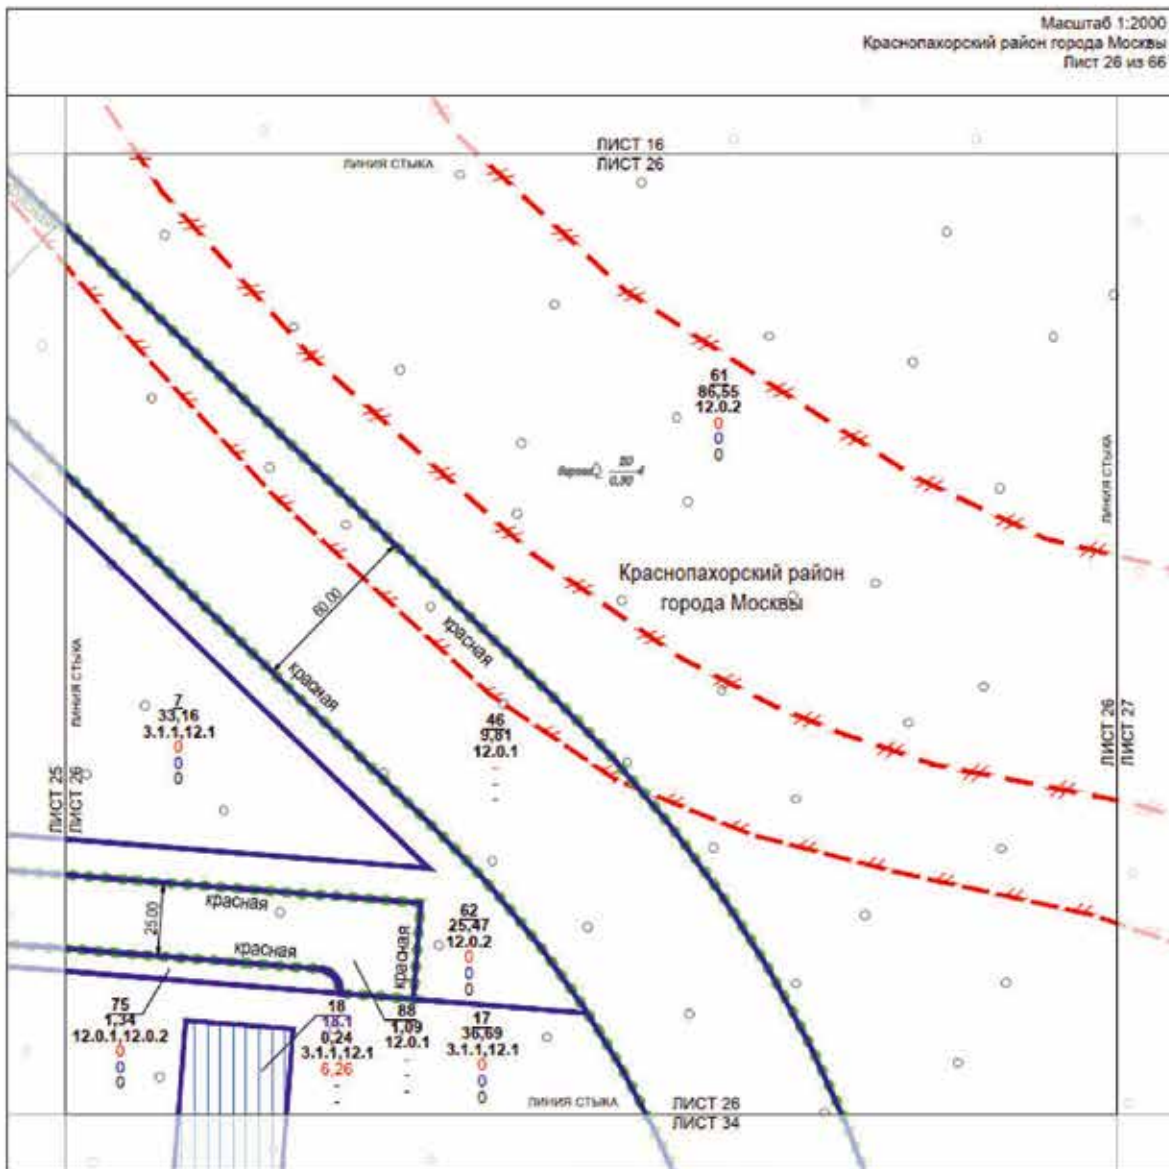 Масштаб 1:2000
Краснопахорский район города Москвы
Лист 26 из 66
ЛИСТ 16
ЛИНИЯ СТЫКА
ЛИСТ 26
61
86,55
12.0.2
0
0
0
ЛИНИЯ СТЫКА
20
0,30
4
Краснопахорский район
города Москвы
60.00
красная
красная
ЛИНИЯ СТЫКА
7
33,16
3.1.1,12.1
0
0
0
46
9,81
12.0.1
-
-
-
ЛИСТ 25
ЛИСТ 26
ЛИСТ 26
ЛИСТ 27
25.00
красная
красная
красная
62
25,47
12.0.2
0
0
0
75
1,34
12.0.1,12.0.2
0
0
0
18
18.1
0,24
3.1.1,12.1
6,26
-
-
88
1,09
12.0.1
-
-
-
17
36,69
3.1.1,12.1
0
0
0
ЛИНИЯ СТЫКА
ЛИСТ 26
ЛИСТ 34